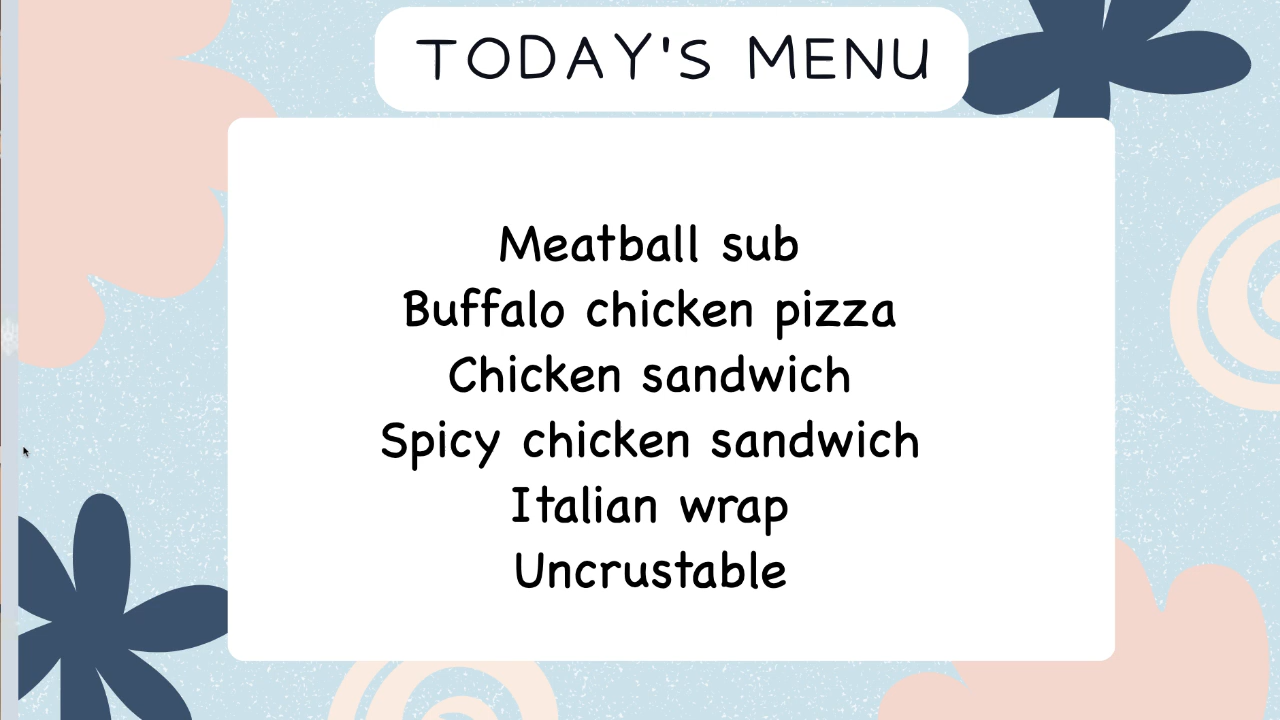 TODAY'S MENU
Meatball sub
Buffalo chicken pizza
Chicken sandwich
Spicy chicken sandwich
Italian wrap
Uncrustable